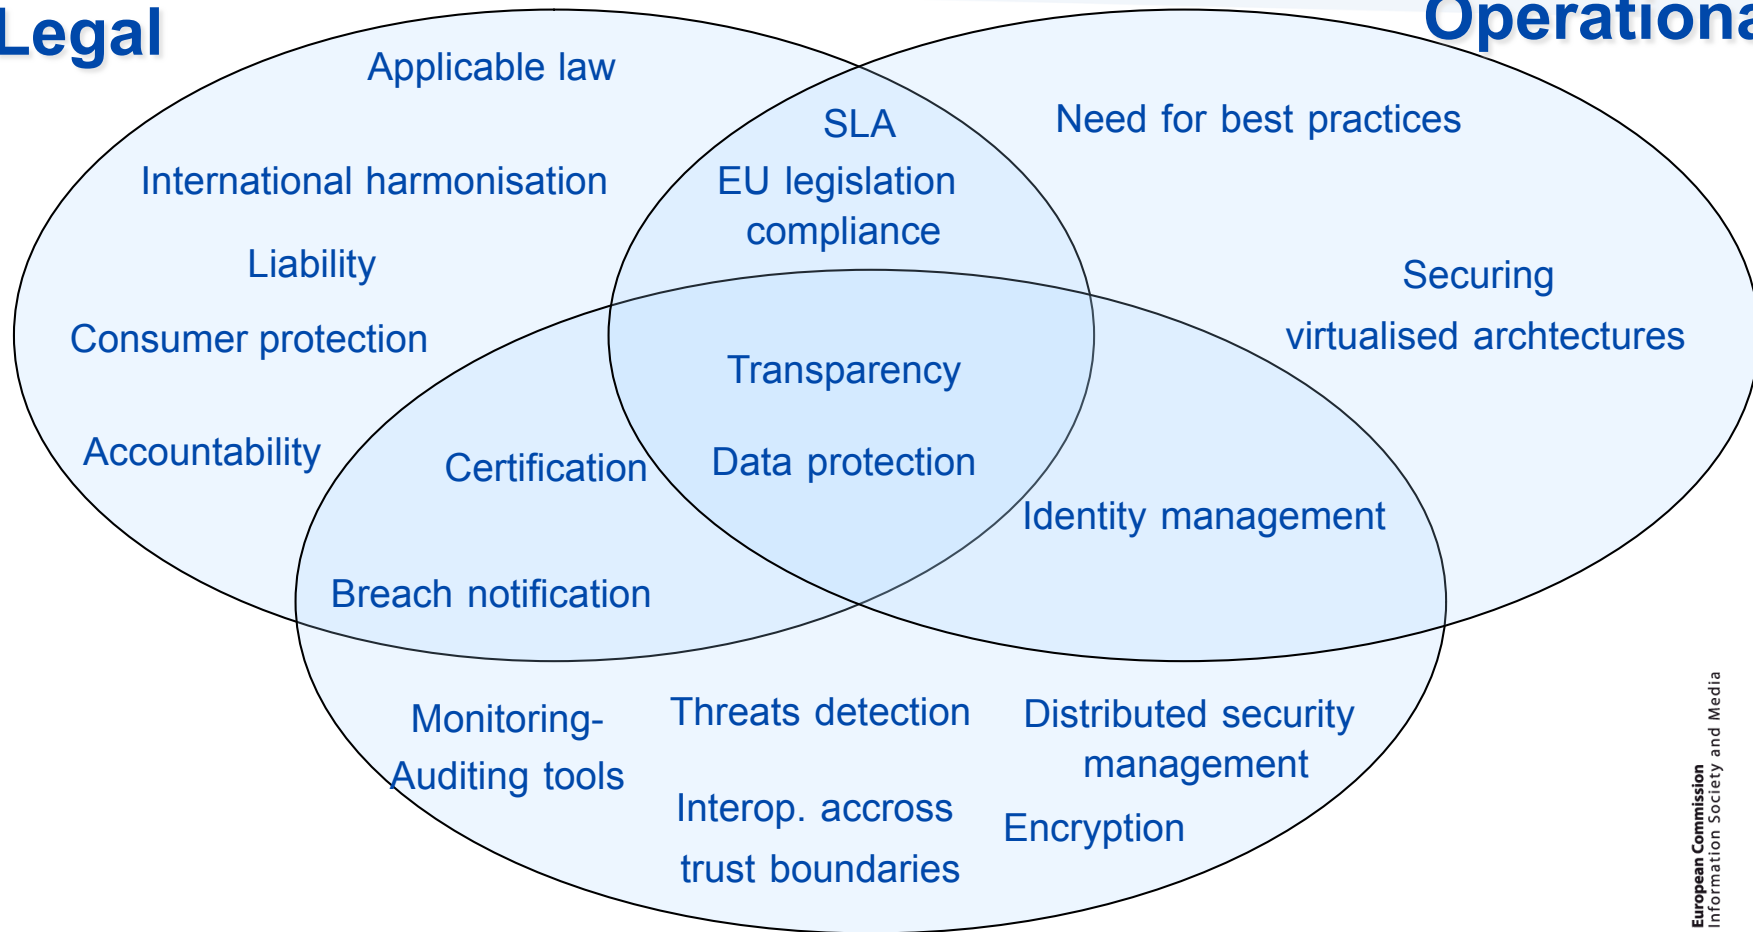 Legal
Operationa
Applicable law
SLA
Need for best practices
International harmonisation
EU legislation
compliance
Liability
Securing
virtualised archtectures
Consumer protection
Transparency
Accountability
Certification
Data protection
Identity management
Breach notification
Monitoring-
Auditing tools
Threats detection
Distributed security
management
Interop. accross
trust boundaries
Encryption
European Commission
Information Society and Media